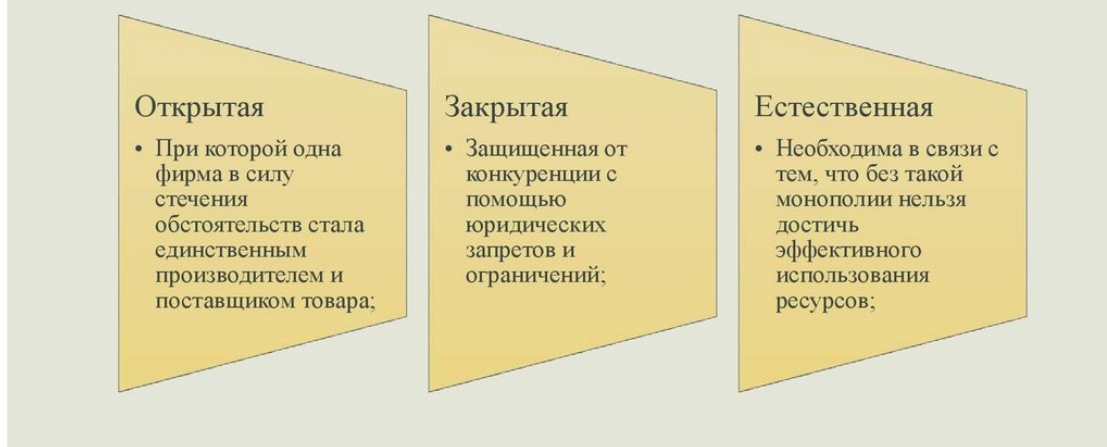 Открытая
• При которой одна
фирма в силу
стечения
обстоятельств стала
единственным
производителем и
поставщиком товара;
Закрытая
• Защищенная от
конкуренции с
помощью
юридических
запретов и
ограничений;
Естественная
• Необходима в связи с
тем, что без такой
монополии нельзя
достичь
эффективного
использования
ресурсов;